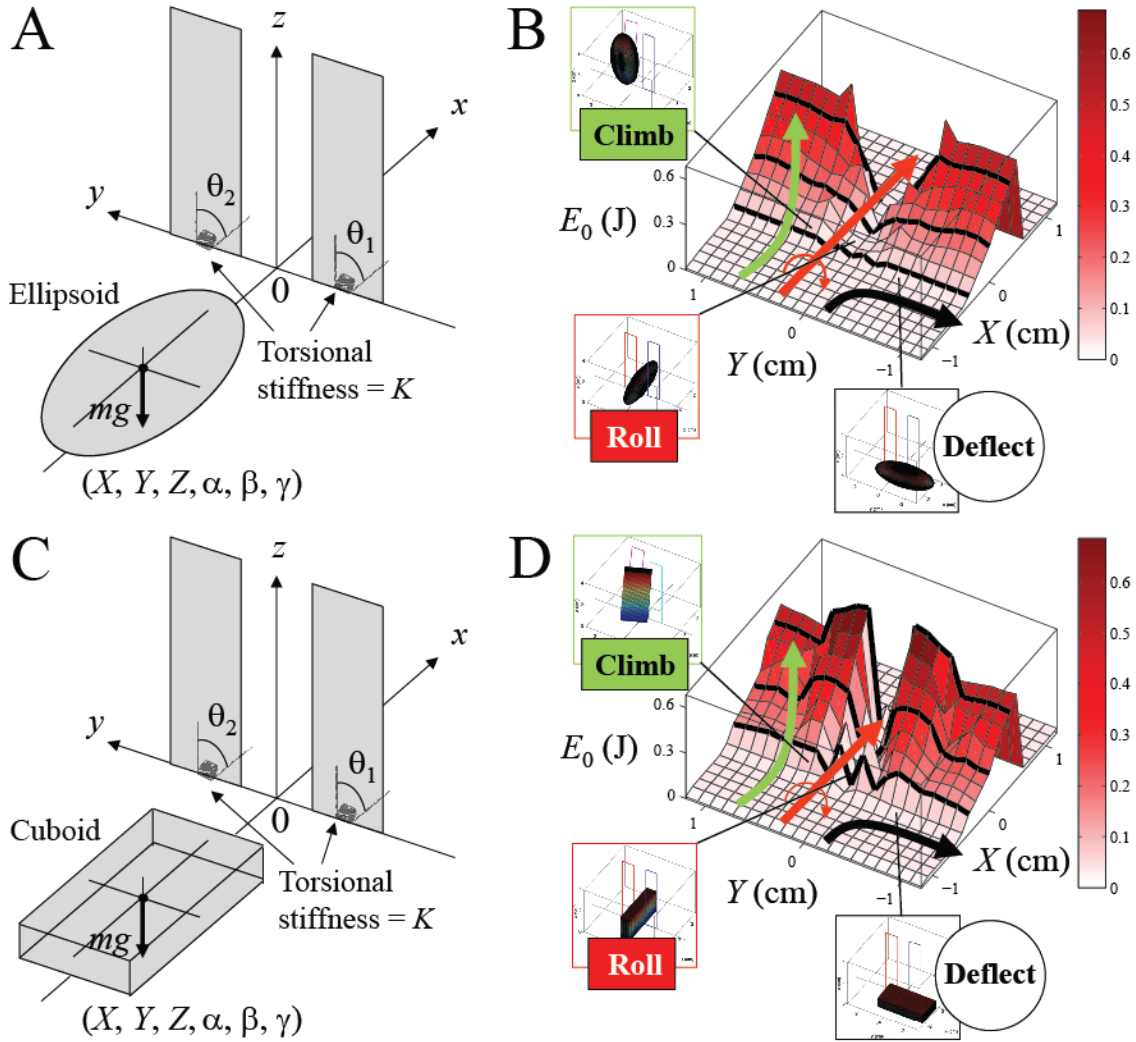 A
z
x
y
θ2
θ1
0
Ellipsoid
Torsional
stiffness = K
mg
(X, Y, Z, α, β, γ)
B
Climb
0.6
0.3
0
E0 (J)
1
0
−1
Y (cm)
1
0
−1
X (cm)
Roll
Deflect
0.6
0.5
0.4
0.3
0.2
0.1
0
C
z
x
y
θ2
θ1
0
Cuboid
Torsional
stiffness = K
mg
(X, Y, Z, α, β, γ)
D
Climb
0.6
0.3
0
E0 (J)
1
0
−1
Y (cm)
1
0
−1
X (cm)
Roll
Deflect
0.6
0.5
0.4
0.3
0.2
0.1
0